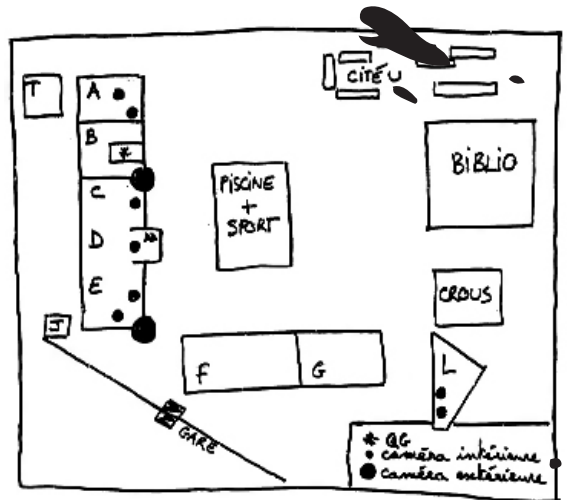 T
A
CITÉ U
B
*
BIBLIO
PISCINE
+
SPORT
C
D
E
CROUS
J
F
G
L
GARE
* QG
• caméra intérieure
● caméra extérieure